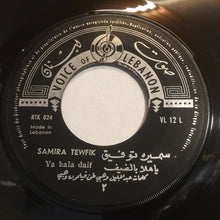 VOICE OF LEBANON
صوت لبنان
RTK 024
VL 12 L
Made in
Lebanon
SAMIRA TEWFIK
سميرة توفيق
Ya hala daif
يا هلا بالضيف
٢